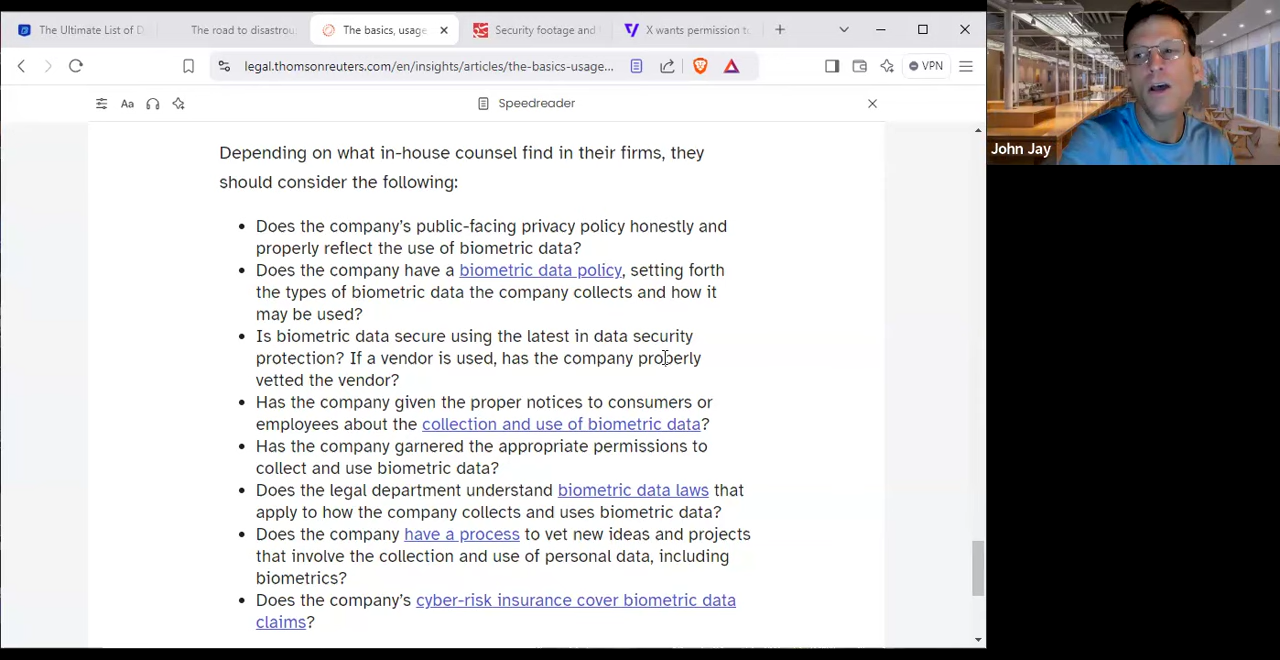 The Ultimate List of D
The road to disastrou
The basics, usage
Security footage and
X wants permission to
legal.thomsonreuters.com/en/insights/articles/the-basics-usage...
VPN
Aa
Speedreader
John Jay
Depending on what in-house counsel find in their firms, they
should consider the following:
• Does the company's public-facing privacy policy honestly and
properly reflect the use of biometric data?
• Does the company have a biometric data policy, setting forth
the types of biometric data the company collects and how it
may be used?
• Is biometric data secure using the latest in data security
protection? If a vendor is used, has the company properly
vetted the vendor?
• Has the company given the proper notices to consumers or
employees about the collection and use of biometric data?
• Has the company garnered the appropriate permissions to
collect and use biometric data?
• Does the legal department understand biometric data laws that
apply to how the company collects and uses biometric data?
• Does the company have a process to vet new ideas and projects
that involve the collection and use of personal data, including
biometrics?
• Does the company's cyber-risk insurance cover biometric data
claims?